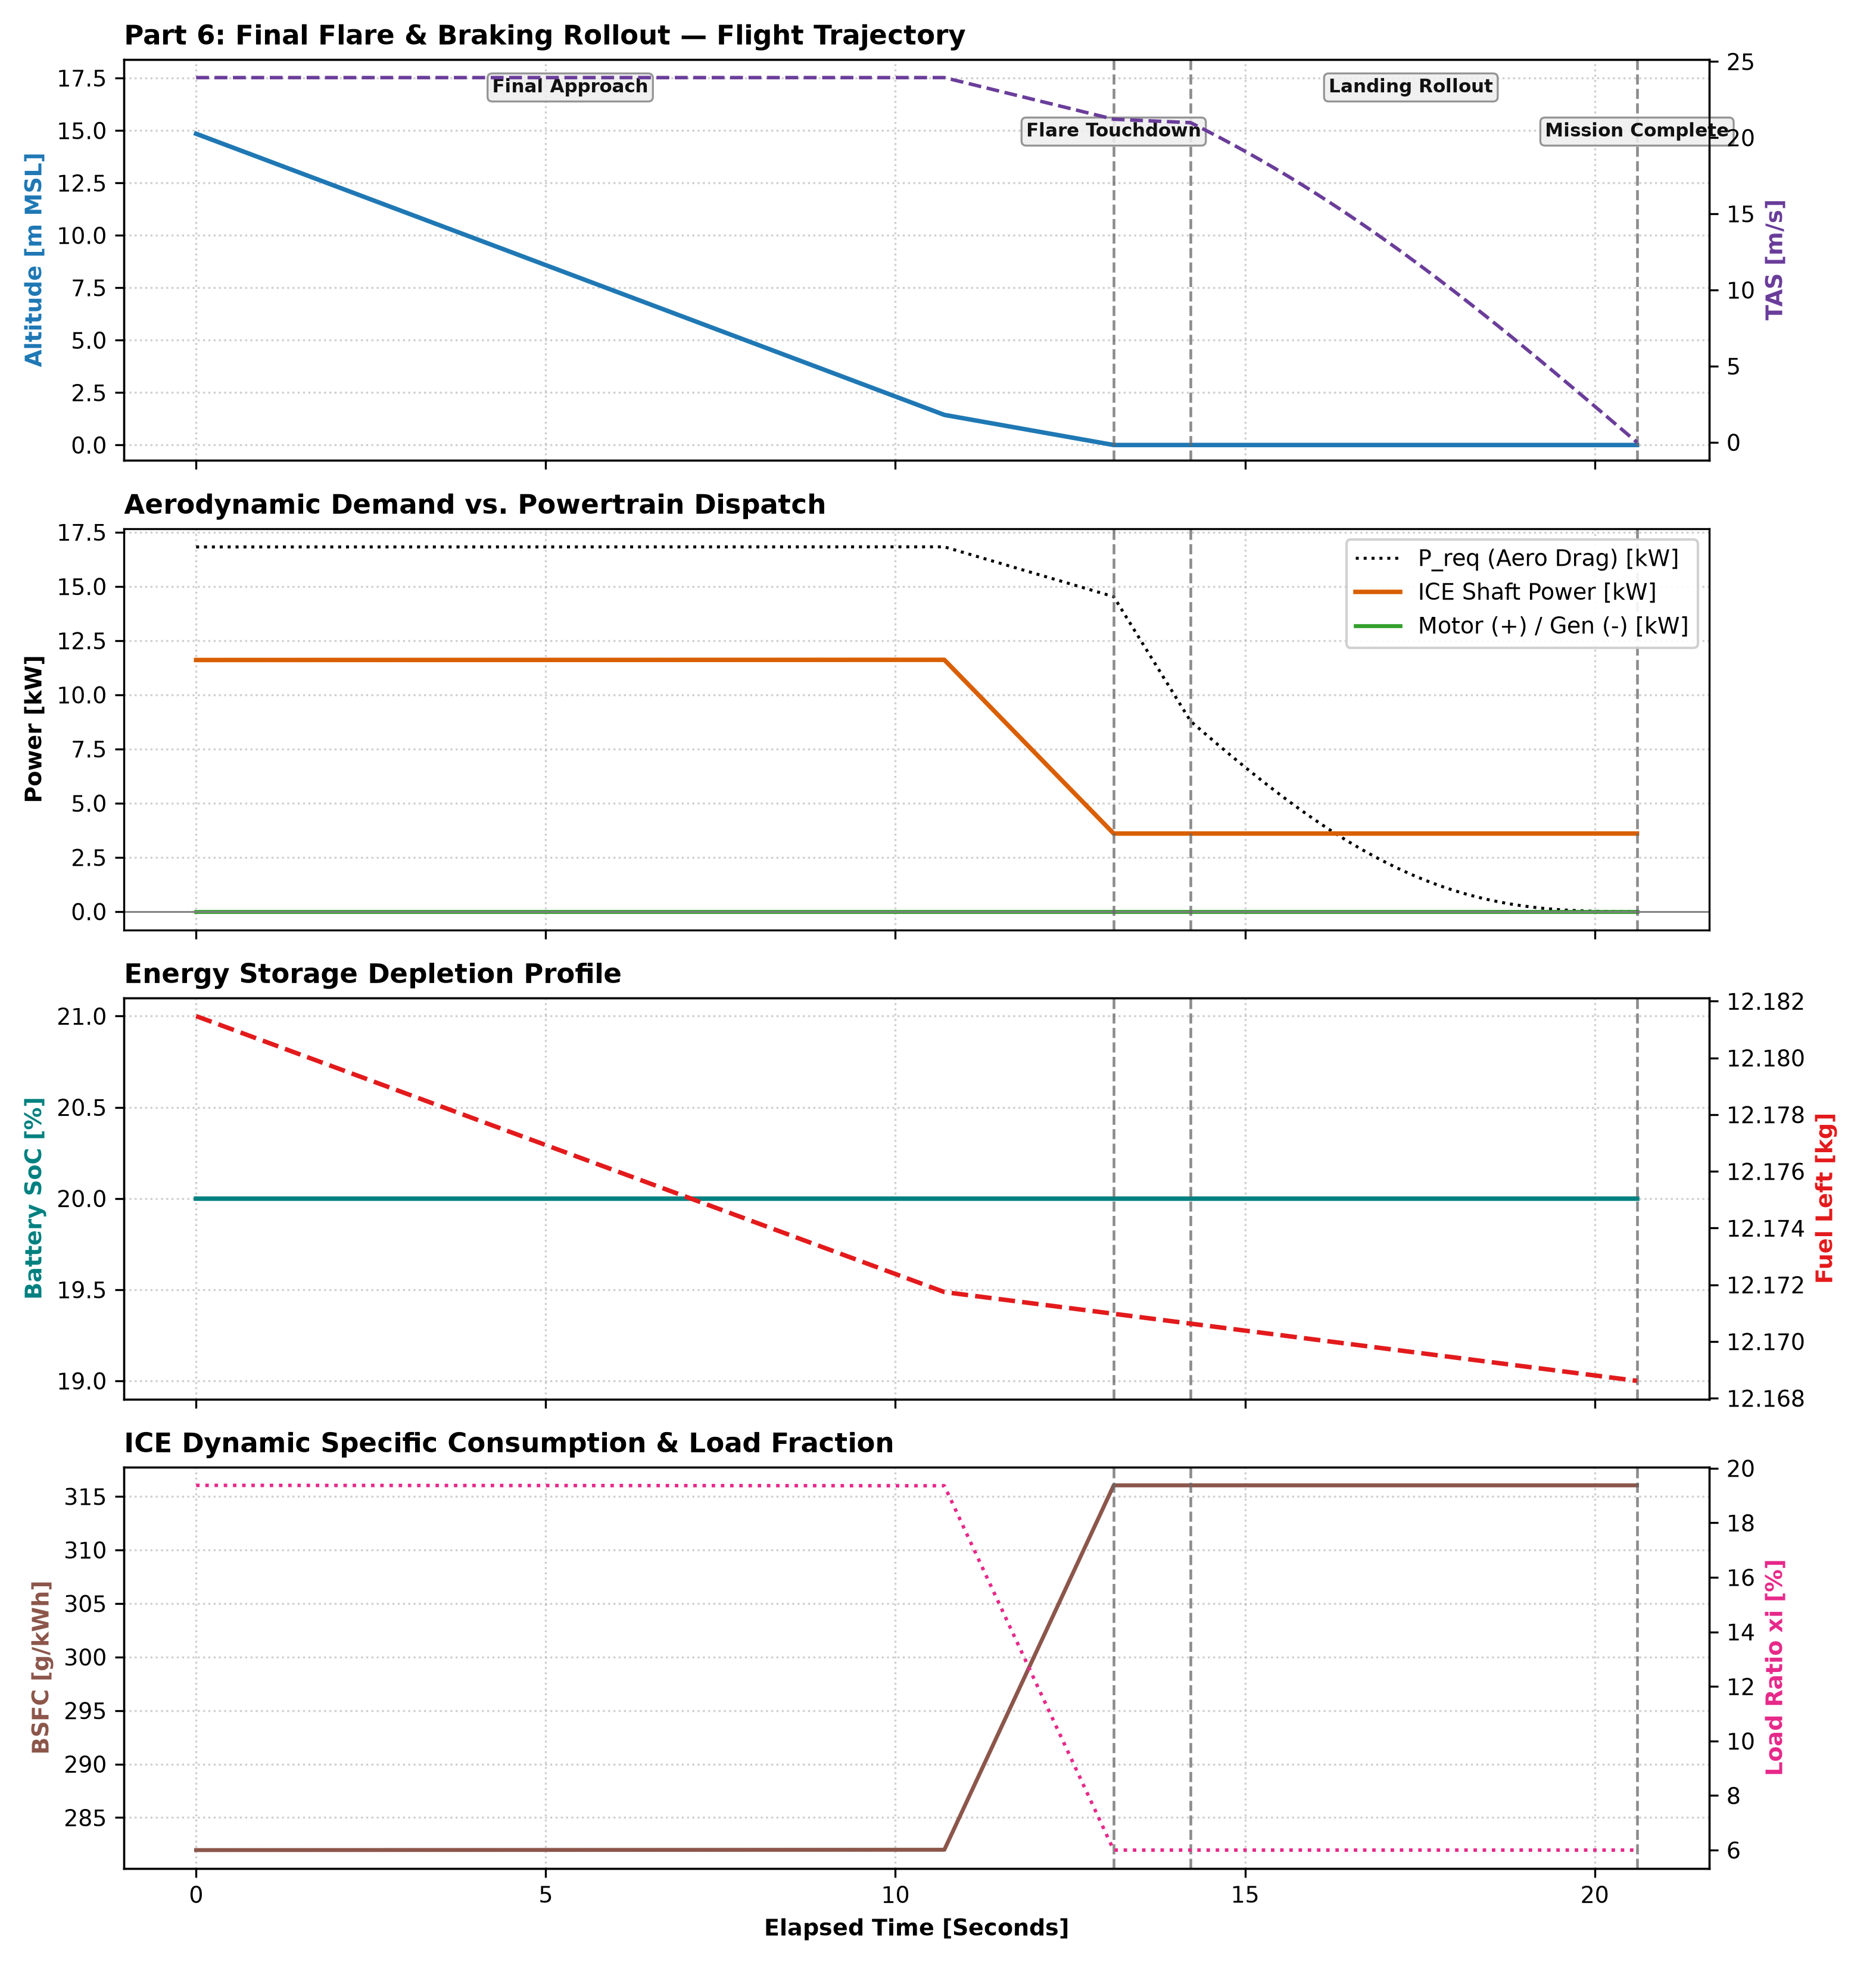 Part 6: Final Flare & Braking Rollout — Flight Trajectory
Altitude [m MSL]
17.5
15.0
12.5
10.0
7.5
5.0
2.5
0.0
Final Approach
Flare Touchdown
Landing Rollout
Mission Complete
25
20
15
10
5
0
TAS [m/s]
Aerodynamic Demand vs. Powertrain Dispatch
Power [kW]
17.5
15.0
12.5
10.0
7.5
5.0
2.5
0.0
P_req (Aero Drag) [kW]
ICE Shaft Power [kW]
Motor (+) / Gen (-) [kW]
Energy Storage Depletion Profile
Battery SoC [%]
21.0
20.5
20.0
19.5
19.0
12.182
12.180
12.178
12.176
12.174
12.172
12.170
12.168
Fuel Left [kg]
ICE Dynamic Specific Consumption & Load Fraction
BSFC [g/kWh]
315
310
305
300
295
290
285
20
18
16
14
12
10
8
6
Load Ratio xi [%]
0
5
10
15
20
Elapsed Time [Seconds]